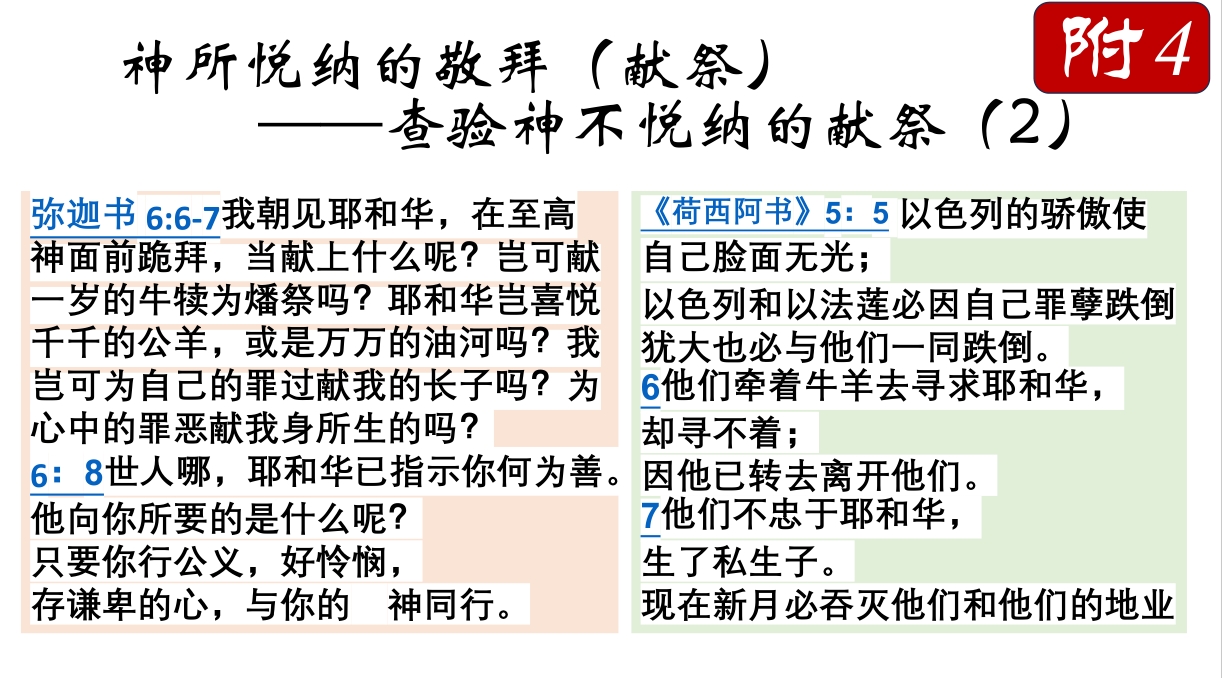 附 4
神所悦纳的敬拜（献祭）
——查验神不悦纳的献祭（2）
弥迦书 6:6-7我朝见耶和华，在至高
神面前跪拜，当献上什么呢？岂可献
一岁的牛犊为燔祭吗？耶和华岂喜悦
千千的公羊，或是万万的油河吗？我
岂可为自己的罪过献我的长子吗？为
心中的罪恶献我身所生的吗？
6：8世人哪，耶和华已指示你何为善。
他向你所要的是什么呢？
只要你行公义，好怜悯，
存谦卑的心，与你的　神同行。
《荷西阿书》5：5 以色列的骄傲使
自己脸面无光；
以色列和以法莲必因自己罪孽跌倒
犹大也必与他们一同跌倒。
6他们牵着牛羊去寻求耶和华，
却寻不着；
因他已转去离开他们。
7他们不忠于耶和华，
生了私生子。
现在新月必吞灭他们和他们的地业